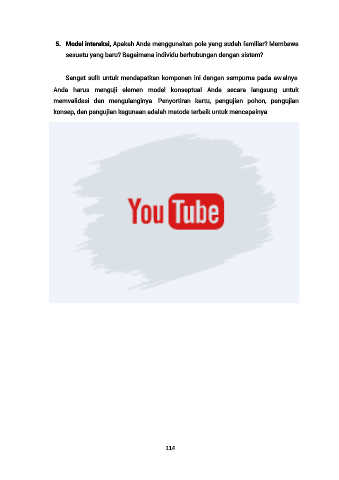 5. Model interaksi, Apakah Anda menggunakan pola yang sudah familiar? Membawa
sesuatu yang baru? Bagaimana individu berhubungan dengan sistem?
Sangat sulit untuk mendapatkan komponen ini dengan sempurna pada awalnya
Anda harus menguji elemen model konseptual Anda secara langsung untuk
memvalidasi dan mengulanginya Penyortiran kartu, pengujian pohon, pengujian
konsep, dan pengujian kegunaan adalah metode terbaik untuk mencapainya
You Tube
114